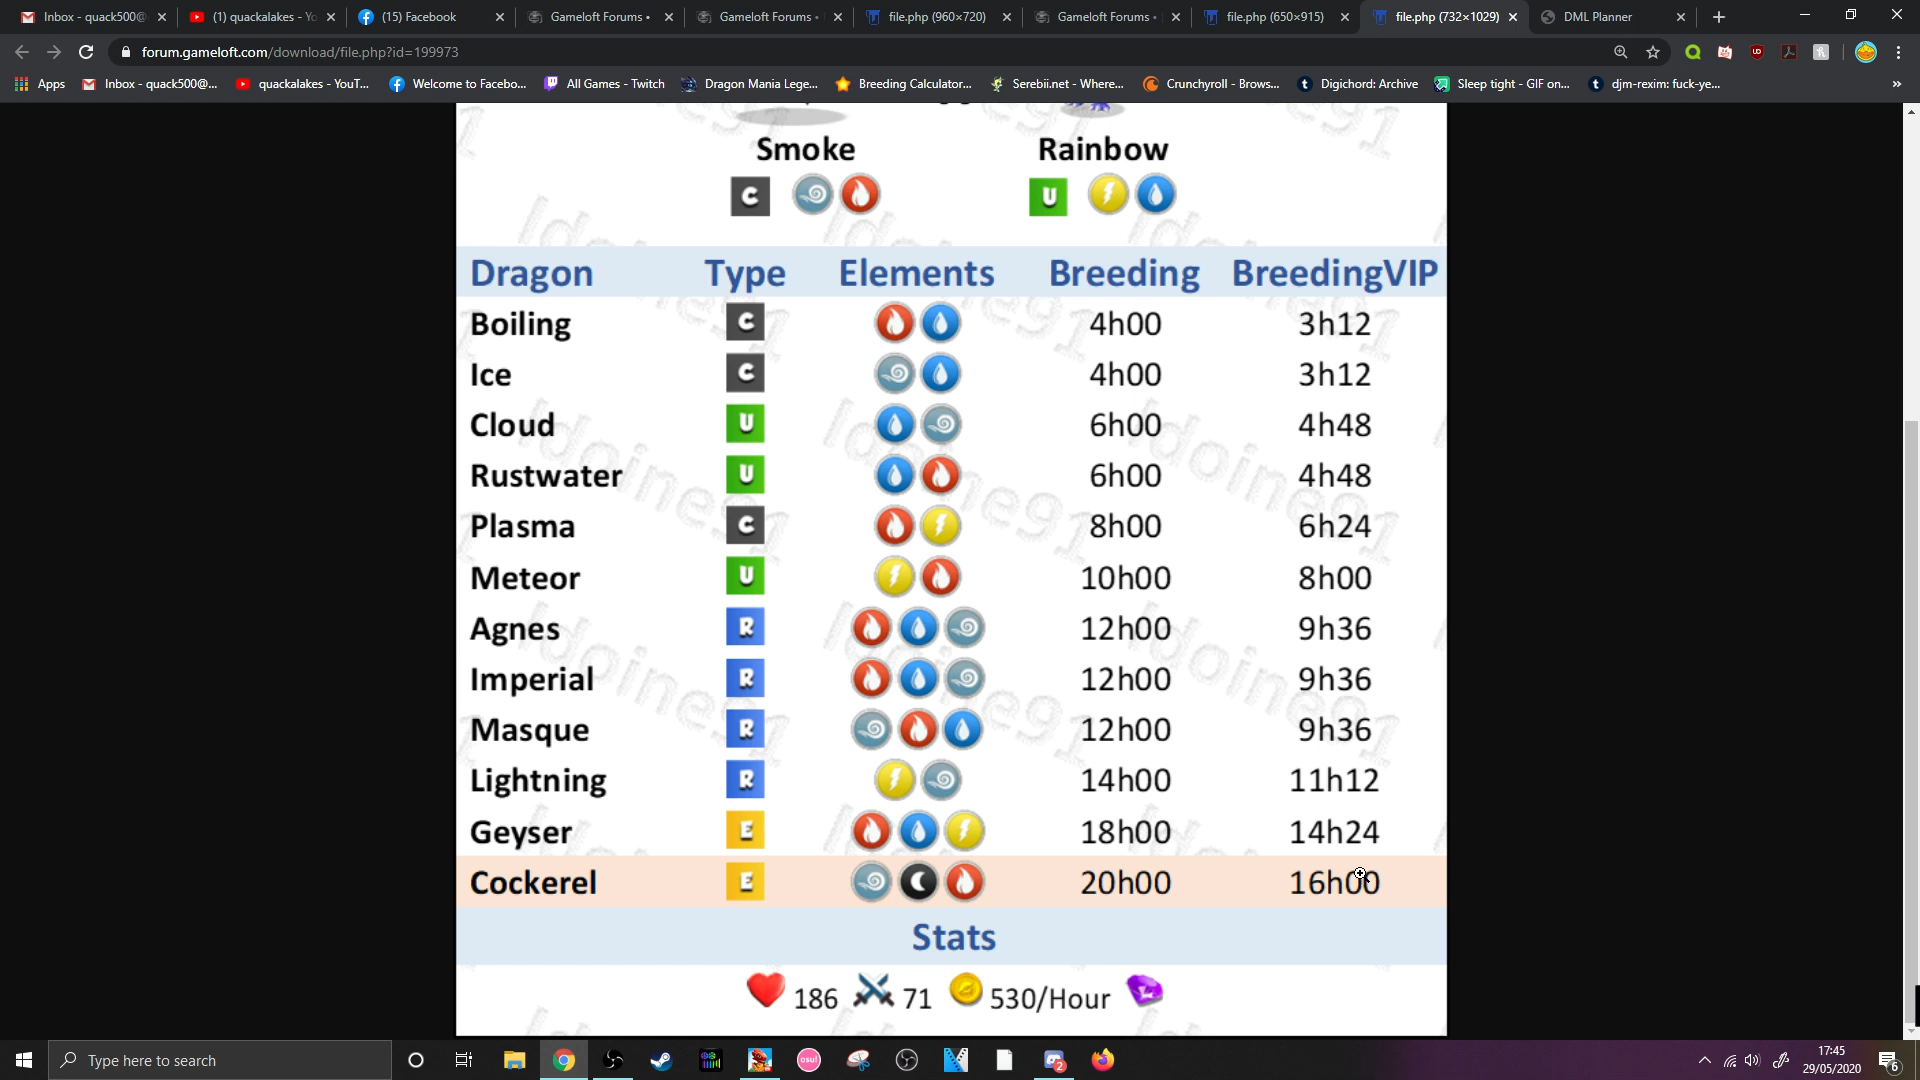 Inbox - quack500@
(1) quackalakes - Yo
(15) Facebook
Gameloft Forums •
Gameloft Forums •
file.php (960×720)
Gameloft Forums •
file.php (650×915)
file.php (732×1029)
DML Planner
forum.gameloft.com/download/file.php?id=199973
Apps
Inbox - quack500@...
quackalakes - YouT...
Welcome to Facebo...
All Games - Twitch
Dragon Mania Lege...
Breeding Calculator...
Serebii.net - Where...
Crunchyroll - Brows...
Digichord: Archive
Sleep tight - GIF on...
djm-rexim: fuck-ye...
»
Smoke Rainbow
C U
Dragon Type Elements Breeding BreedingVIP
Boiling C 4h00 3h12
Ice C 4h00 3h12
Cloud U 6h00 4h48
Rustwater U 6h00 4h48
Plasma C 8h00 6h24
Meteor U 10h00 8h00
Agnes R 12h00 9h36
Imperial R 12h00 9h36
Masque R 12h00 9h36
Lightning R 14h00 11h12
Geyser E 18h00 14h24
Cockerel E 20h00 16h00
Stats
186 71 530/Hour
Type here to search
osu!
2
17:45
29/05/2020
6